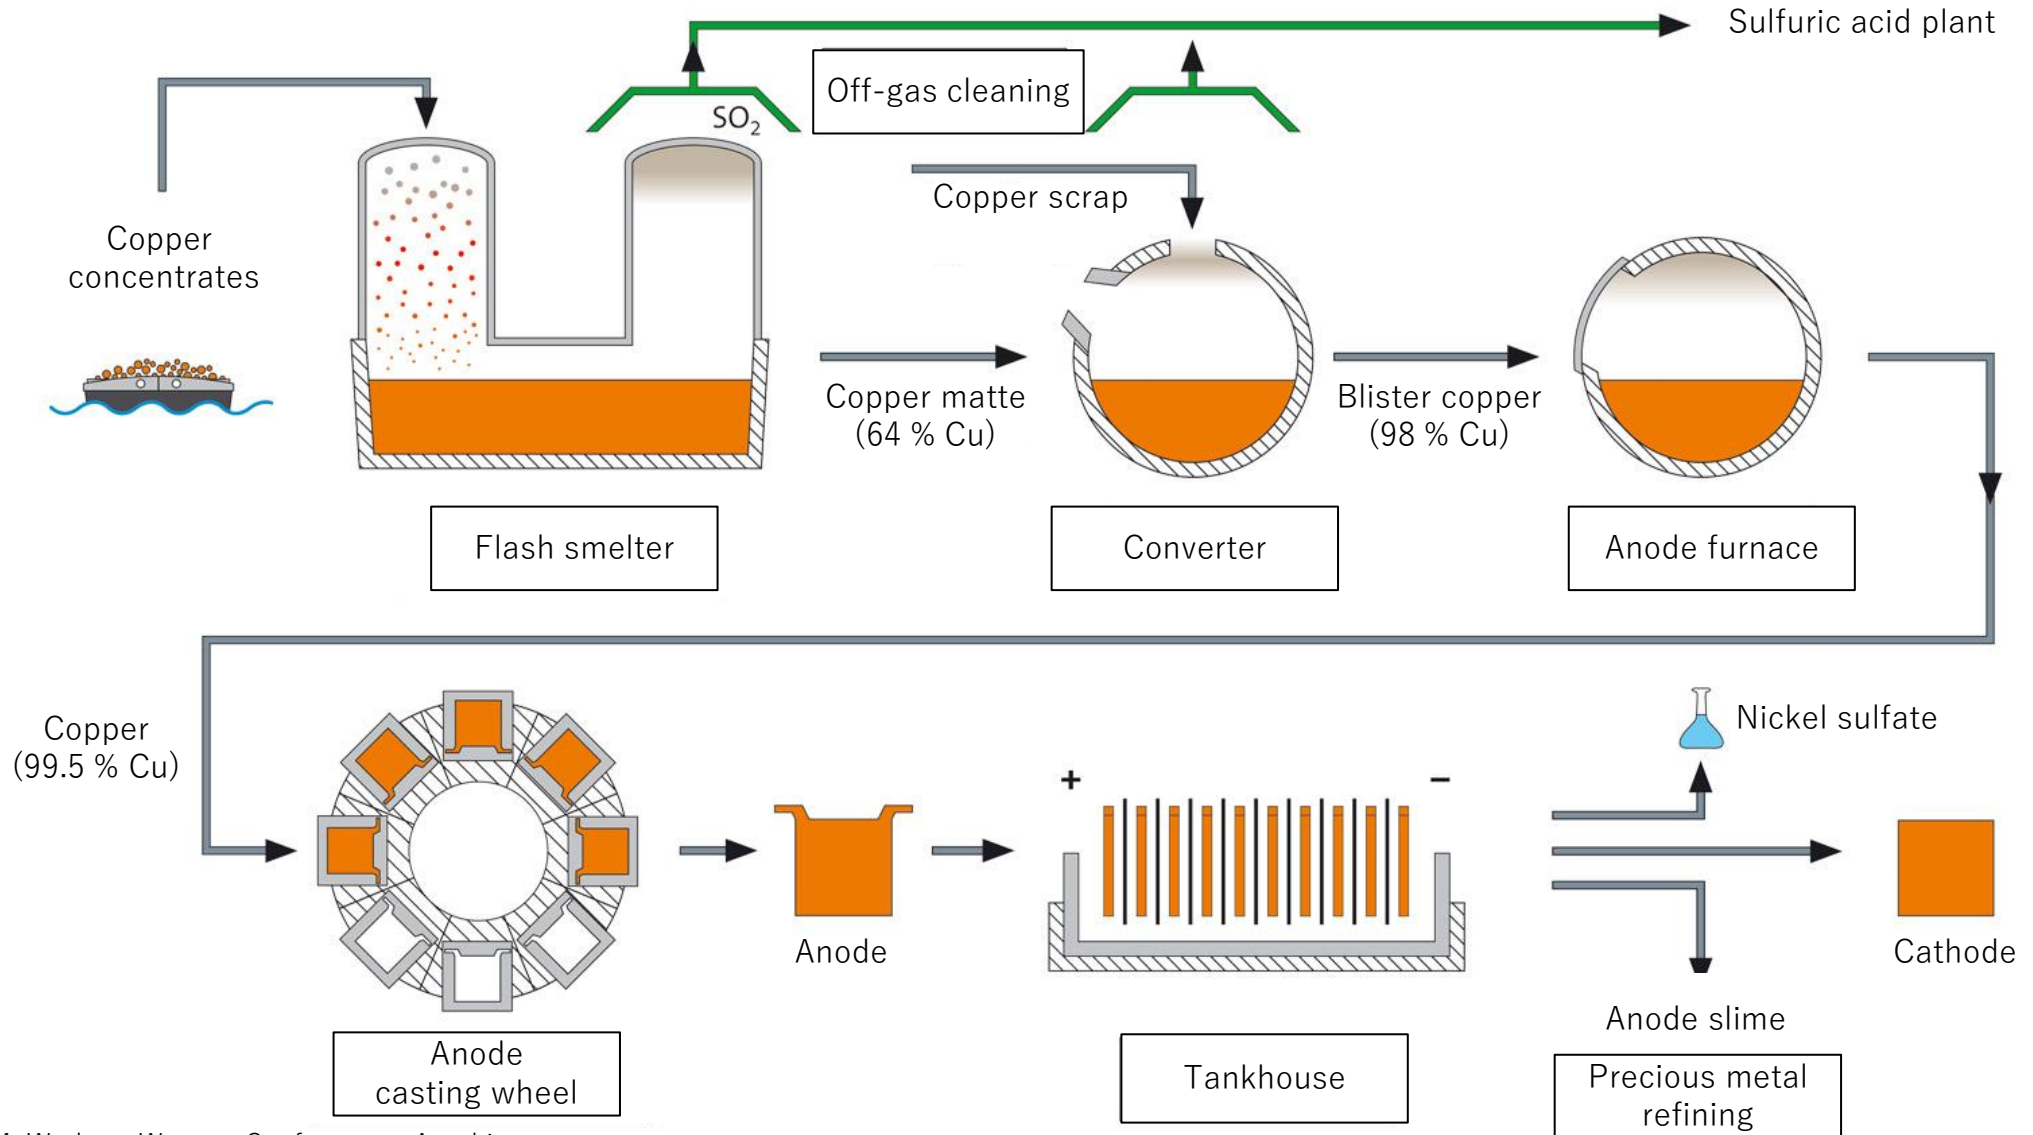 Sulfuric acid plant
Off-gas cleaning
SO₂
Copper scrap
Copper
concentrates
Copper matte
(64 % Cu)
Blister copper
(98 % Cu)
Flash smelter
Converter
Anode furnace
Copper
(99.5 % Cu)
Nickel sulfate
+
−
Anode
Cathode
Anode slime
Anode
casting wheel
Tankhouse
Precious metal
refining